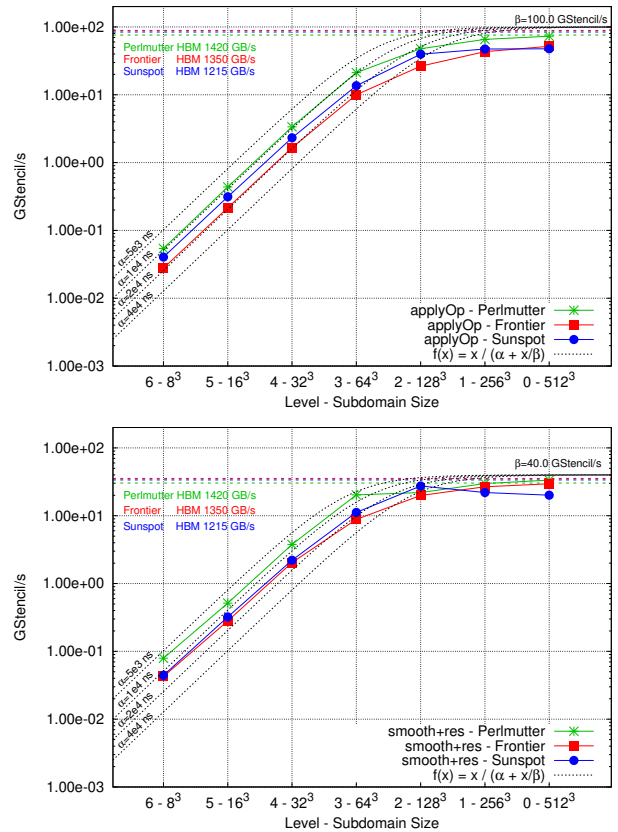 1.00e+02
β=100.0 GStencil/s
Perlmutter HBM 1420 GB/s
Frontier HBM 1350 GB/s
Sunspot HBM 1215 GB/s
1.00e+01
1.00e+00
GStencil/s
1.00e-01
α=5e3 ns
α=1e4 ns
α=2e4 ns
α=4e4 ns
1.00e-02
applyOp - Perlmutter
applyOp - Frontier
applyOp - Sunspot
f(x) = x / (α + x/β)
1.00e-03
6 - 8³ 5 - 16³ 4 - 32³ 3 - 64³ 2 - 128³ 1 - 256³ 0 - 512³
Level - Subdomain Size
1.00e+02
β=40.0 GStencil/s
Perlmutter HBM 1420 GB/s
Frontier HBM 1350 GB/s
Sunspot HBM 1215 GB/s
1.00e+01
1.00e+00
GStencil/s
1.00e-01
α=5e3 ns
α=1e4 ns
α=2e4 ns
α=4e4 ns
1.00e-02
smooth+res - Perlmutter
smooth+res - Frontier
smooth+res - Sunspot
f(x) = x / (α + x/β)
1.00e-03
6 - 8³ 5 - 16³ 4 - 32³ 3 - 64³ 2 - 128³ 1 - 256³ 0 - 512³
Level - Subdomain Size